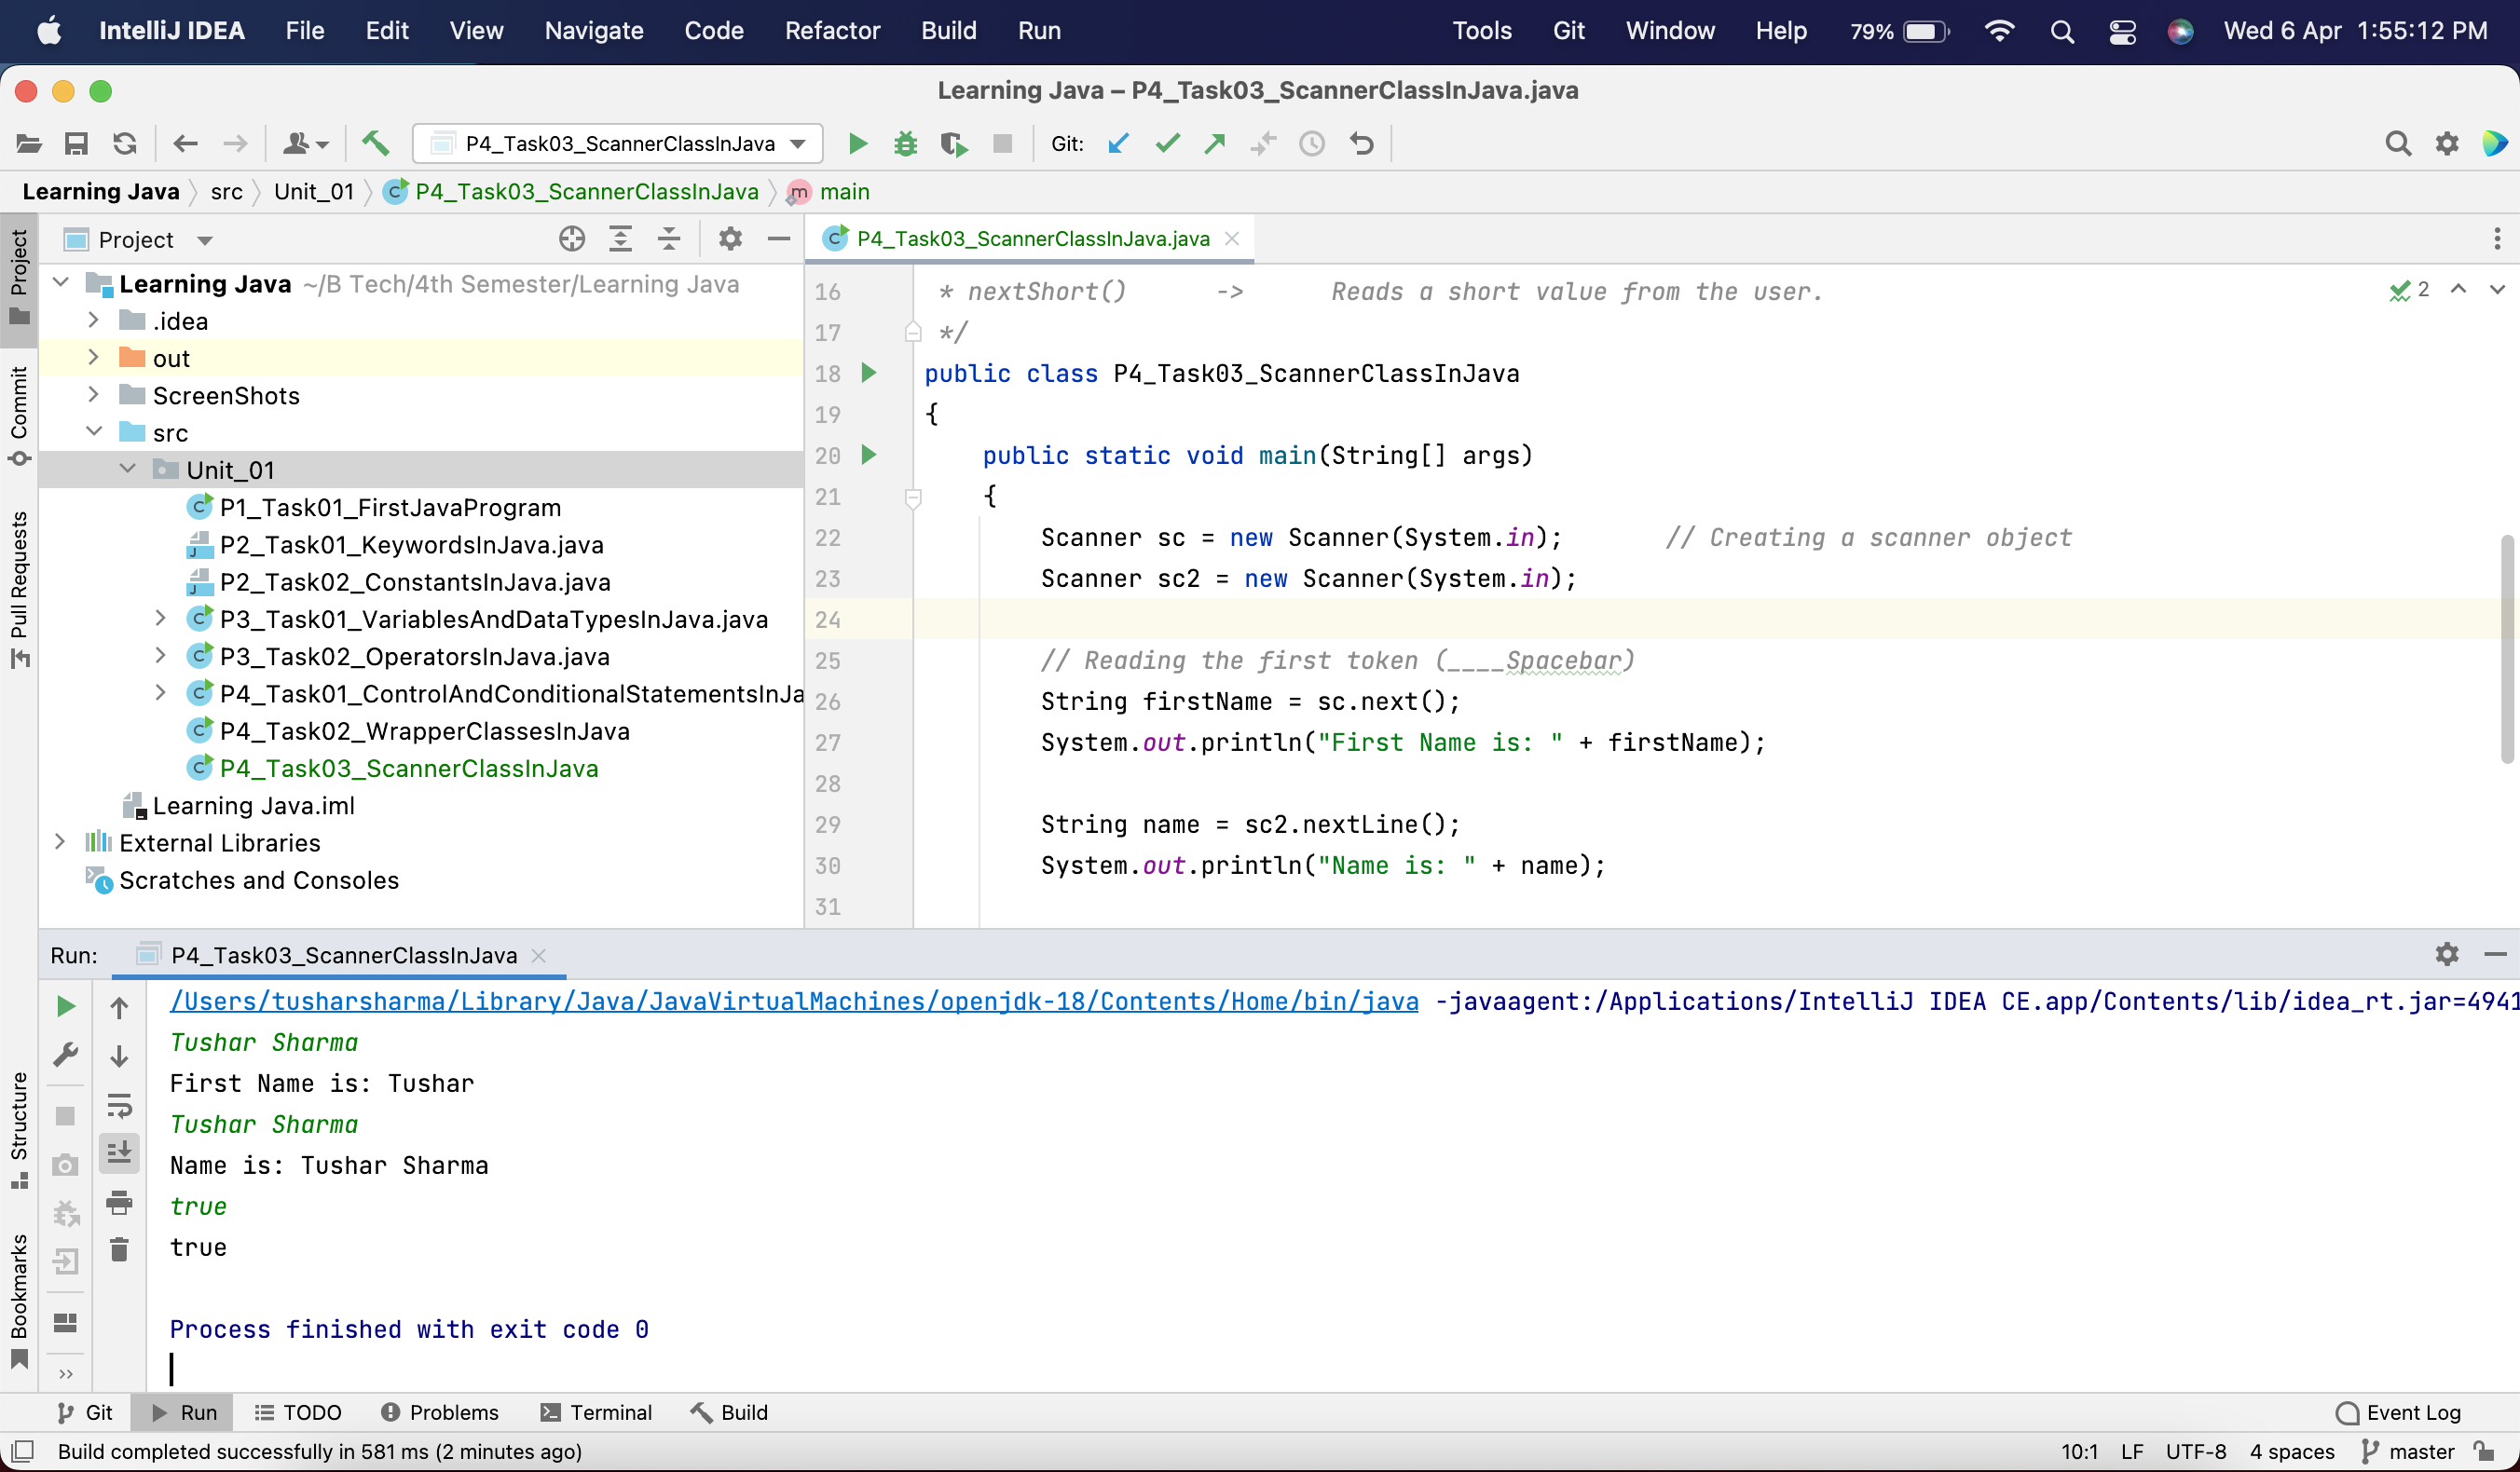 IntelliJ IDEA File Edit View Navigate Code Refactor Build Run Tools Git Window Help 79% Wed 6 Apr 1:55:12 PM
Learning Java – P4_Task03_ScannerClassInJava.java
P4_Task03_ScannerClassInJava Git:
Learning Java src Unit_01 P4_Task03_ScannerClassInJava main
Project
Commit
Pull Requests
Structure
Bookmarks
Project
Learning Java ~/B Tech/4th Semester/Learning Java
.idea
out
ScreenShots
src
Unit_01
P1_Task01_FirstJavaProgram
P2_Task01_KeywordsInJava.java
P2_Task02_ConstantsInJava.java
P3_Task01_VariablesAndDataTypesInJava.java
P3_Task02_OperatorsInJava.java
P4_Task01_ControlAndConditionalStatementsInJa
P4_Task02_WrapperClassesInJava
P4_Task03_ScannerClassInJava
Learning Java.iml
External Libraries
Scratches and Consoles
P4_Task03_ScannerClassInJava.java
2
16 * nextShort() -> Reads a short value from the user.
17 */
18 public class P4_Task03_ScannerClassInJava
19 {
20 public static void main(String[] args)
21 {
22 Scanner sc = new Scanner(System.in); // Creating a scanner object
23 Scanner sc2 = new Scanner(System.in);
24
25 // Reading the first token (____Spacebar)
26 String firstName = sc.next();
27 System.out.println("First Name is: " + firstName);
28
29 String name = sc2.nextLine();
30 System.out.println("Name is: " + name);
31
Run: P4_Task03_ScannerClassInJava
/Users/tusharsharma/Library/Java/JavaVirtualMachines/openjdk-18/Contents/Home/bin/java -javaagent:/Applications/IntelliJ IDEA CE.app/Contents/lib/idea_rt.jar=4941
Tushar Sharma
First Name is: Tushar
Tushar Sharma
Name is: Tushar Sharma
true
true
Process finished with exit code 0
Git Run TODO Problems Terminal Build Event Log
Build completed successfully in 581 ms (2 minutes ago) 10:1 LF UTF-8 4 spaces master